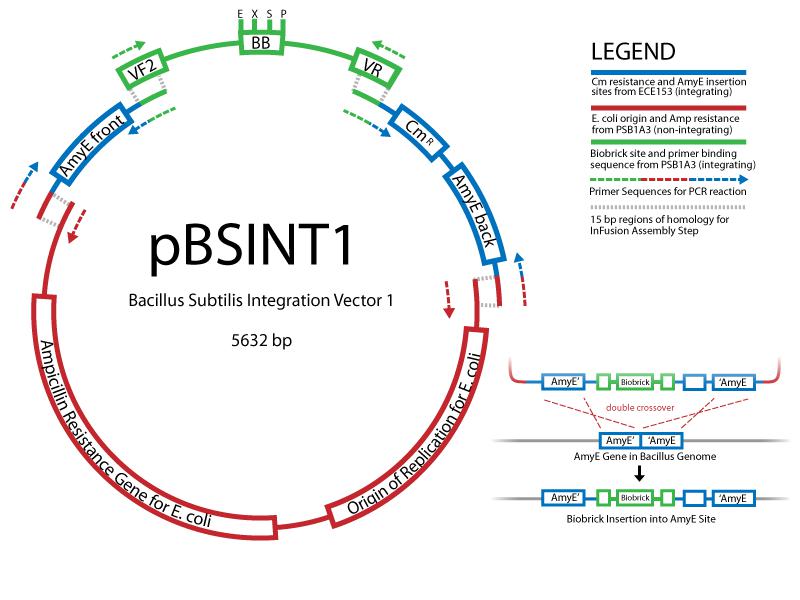 E X S P
BB
VF2
VR
AmyE front
Cm R
AmyE back
pBSINT1
Bacillus Subtilis Integration Vector 1
5632 bp
Ampicillin Resistance Gene for E. coli
Origin of Replication for E. coli
LEGEND
Cm resistance and AmyE insertion
sites from ECE153 (integrating)
E. coli origin and Amp resistance
from PSB1A3 (non-integrating)
Biobrick site and primer binding
sequence from PSB1A3 (integrating)
Primer Sequences for PCR reaction
15 bp regions of homology for
InFusion Assembly Step
AmyE' Biobrick 'AmyE
double crossover
AmyE' 'AmyE
AmyE Gene in Bacillus Genome
AmyE' Biobrick 'AmyE
Biobrick Insertion into AmyE Site